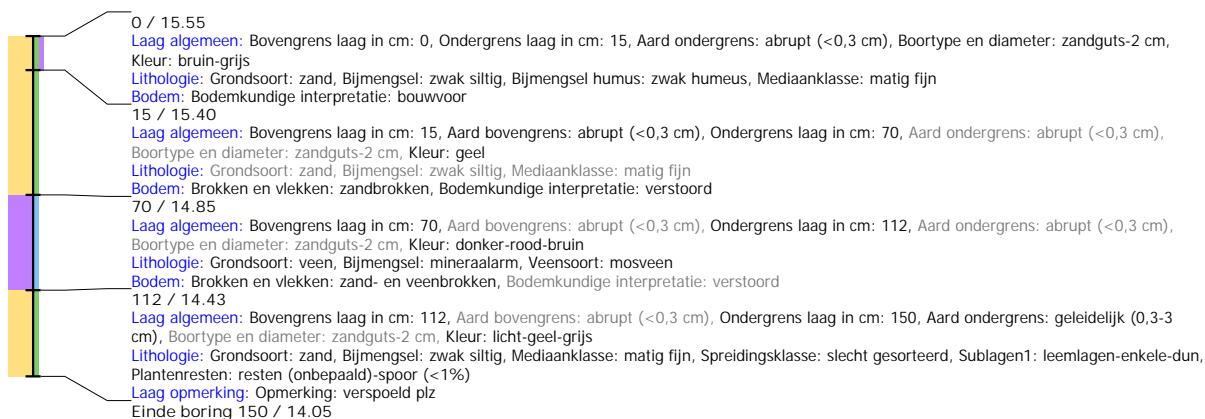 0 / 15.55
Laag algemeen: Bovengrens laag in cm: 0, Ondergrens laag in cm: 15, Aard ondergrens: abrupt (<0,3 cm), Boortype en diameter: zandguts-2 cm,
Kleur: bruin-grijs
Lithologie: Grondsoort: zand, Bijmengsel: zwak siltig, Bijmengsel humus: zwak humeus, Mediaanklasse: matig fijn
Bodem: Bodemkundige interpretatie: bouwvoor
15 / 15.40
Laag algemeen: Bovengrens laag in cm: 15, Aard bovengrens: abrupt (<0,3 cm), Ondergrens laag in cm: 70, Aard ondergrens: abrupt (<0,3 cm),
Boortype en diameter: zandguts-2 cm, Kleur: geel
Lithologie: Grondsoort: zand, Bijmengsel: zwak siltig, Mediaanklasse: matig fijn
Bodem: Brokken en vlekken: zandbrokken, Bodemkundige interpretatie: verstoord
70 / 14.85
Laag algemeen: Bovengrens laag in cm: 70, Aard bovengrens: abrupt (<0,3 cm), Ondergrens laag in cm: 112, Aard ondergrens: abrupt (<0,3 cm),
Boortype en diameter: zandguts-2 cm, Kleur: donker-rood-bruin
Lithologie: Grondsoort: veen, Bijmengsel: mineraalarm, Veensoort: mosveen
Bodem: Brokken en vlekken: zand- en veenbrokken, Bodemkundige interpretatie: verstoord
112 / 14.43
Laag algemeen: Bovengrens laag in cm: 112, Aard bovengrens: abrupt (<0,3 cm), Ondergrens laag in cm: 150, Aard ondergrens: geleidelijk (0,3-3
cm), Boortype en diameter: zandguts-2 cm, Kleur: licht-geel-grijs
Lithologie: Grondsoort: zand, Bijmengsel: zwak siltig, Mediaanklasse: matig fijn, Spreidingsklasse: slecht gesorteerd, Sublagen1: leemlagen-enkele-dun,
Plantenresten: resten (onbepaald)-spoor (<1%)
Laag opmerking: Opmerking: verspoeld plz
Einde boring 150 / 14.05